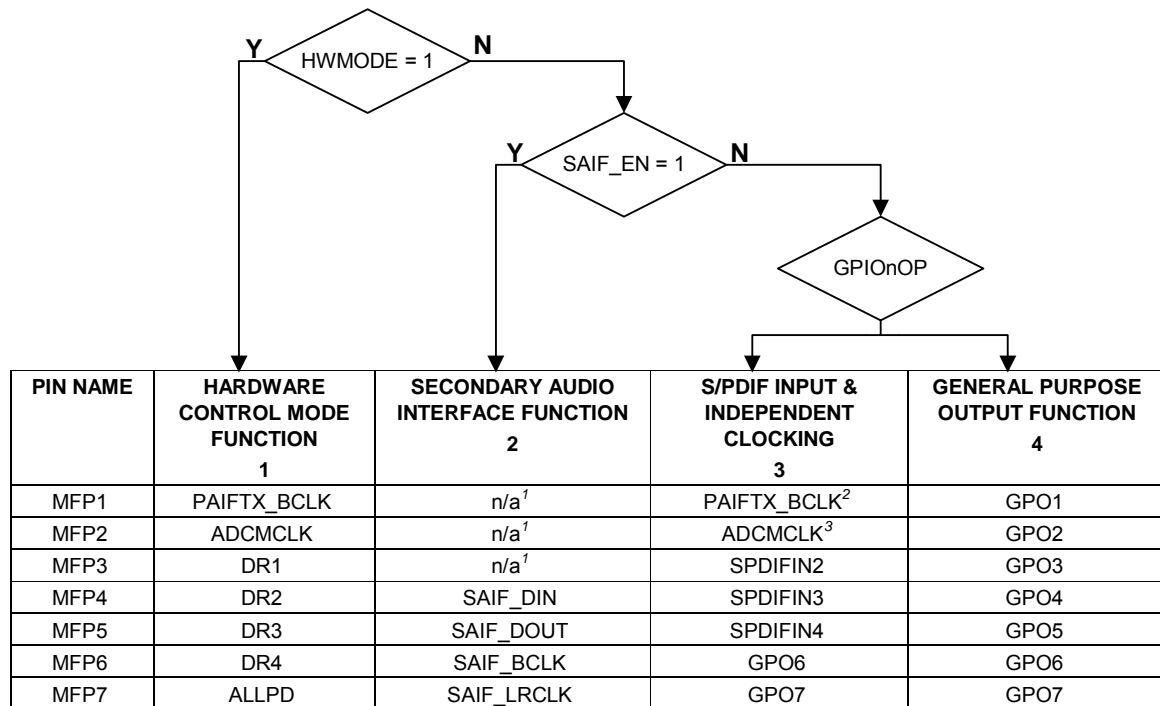 Y
HWMODE = 1
N
Y
SAIF_EN = 1
N
GPIOnOP
PIN NAME
HARDWARE
CONTROL MODE
FUNCTION
1
SECONDARY AUDIO
INTERFACE FUNCTION
2
S/PDIF INPUT &
INDEPENDENT
CLOCKING
3
GENERAL PURPOSE
OUTPUT FUNCTION
4
MFP1 PAIFTX_BCLK n/a¹ PAIFTX_BCLK² GPO1
MFP2 ADCMCLK n/a¹ ADCMCLK³ GPO2
MFP3 DR1 n/a¹ SPDIFIN2 GPO3
MFP4 DR2 SAIF_DIN SPDIFIN3 GPO4
MFP5 DR3 SAIF_DOUT SPDIFIN4 GPO5
MFP6 DR4 SAIF_BCLK GPO6 GPO6
MFP7 ALLPD SAIF_LRCLK GPO7 GPO7